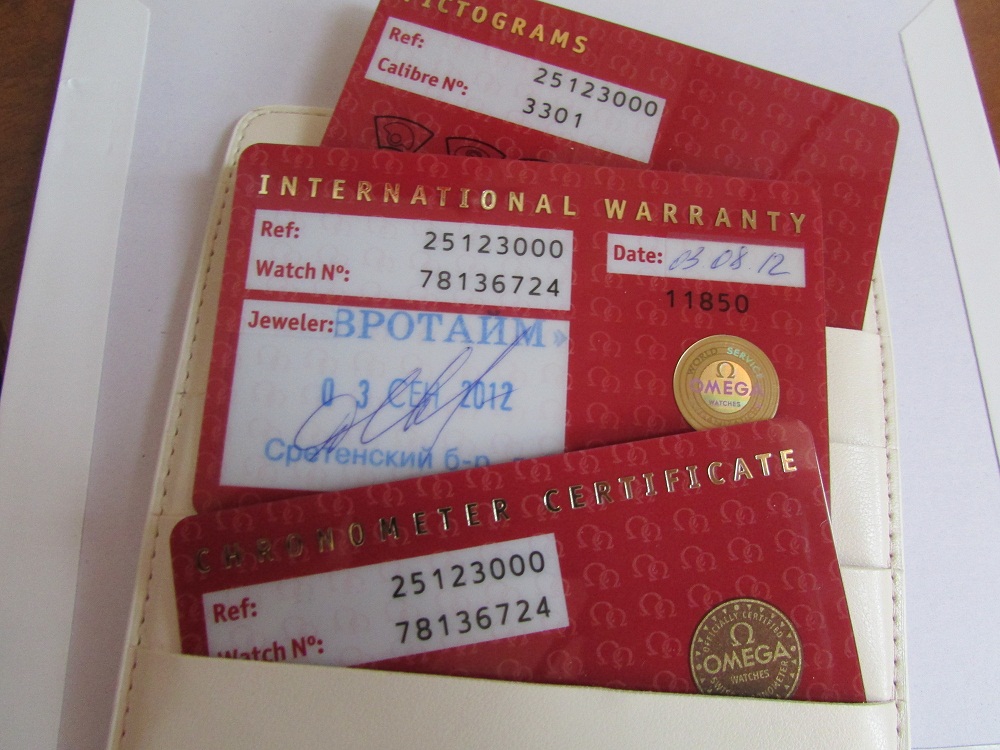 PICTOGRAMS
Ref: 25123000
Calibre Nº: 3301
INTERNATIONAL WARRANTY
Ref: 25123000
Watch Nº: 78136724
Date: 03.08.12
11850
Jeweler: ВРОТАЙМ»
0 3 СЕН 2012
Сретенский б-р
WORLD SERVICE
Ω
OMEGA
WATCHES
CHRONOMETER CERTIFICATE
Ref: 25123000
Watch Nº: 78136724
OFFICIALLY CERTIFIED
Ω
OMEGA
WATCHES